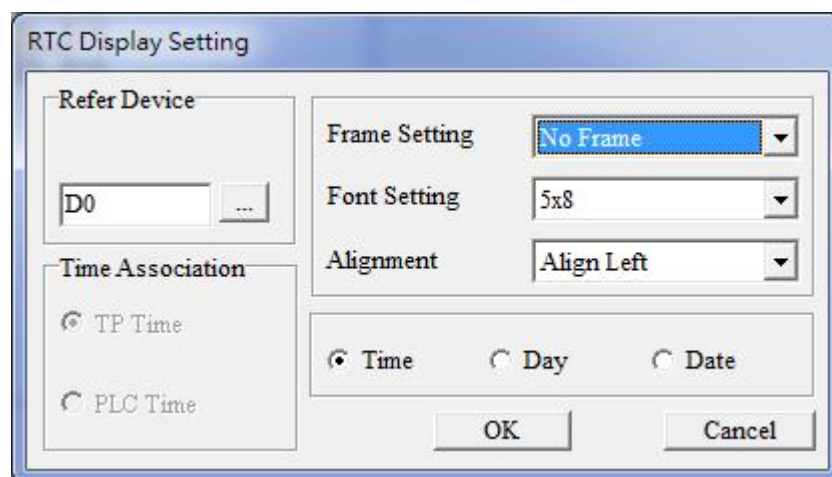 RTC Display Setting
Refer Device
D0
...
Time Association
TP Time
PLC Time
Frame Setting No Frame
Font Setting 5x8
Alignment Align Left
Time Day Date
OK Cancel